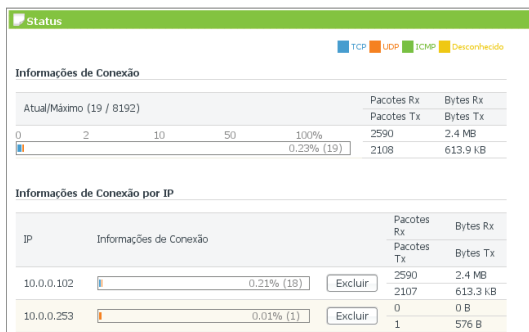 Status
TCP UDP ICMP Desconhecido
Informações de Conexão
Atual/Máximo (19 / 8192) Pacotes Rx Bytes Rx
Pacotes Tx Bytes Tx
0 2 10 50 100% 2590 2.4 MB
0.23% (19) 2108 613.9 kB
Informações de Conexão por IP
IP Informações de Conexão Pacotes Rx Bytes Rx
Pacotes Tx Bytes Tx
10.0.0.102 0.21% (18) Excluir 2590 2.4 MB
2107 613.3 kB
10.0.0.253 0.01% (1) Excluir 0 0 B
1 576 B